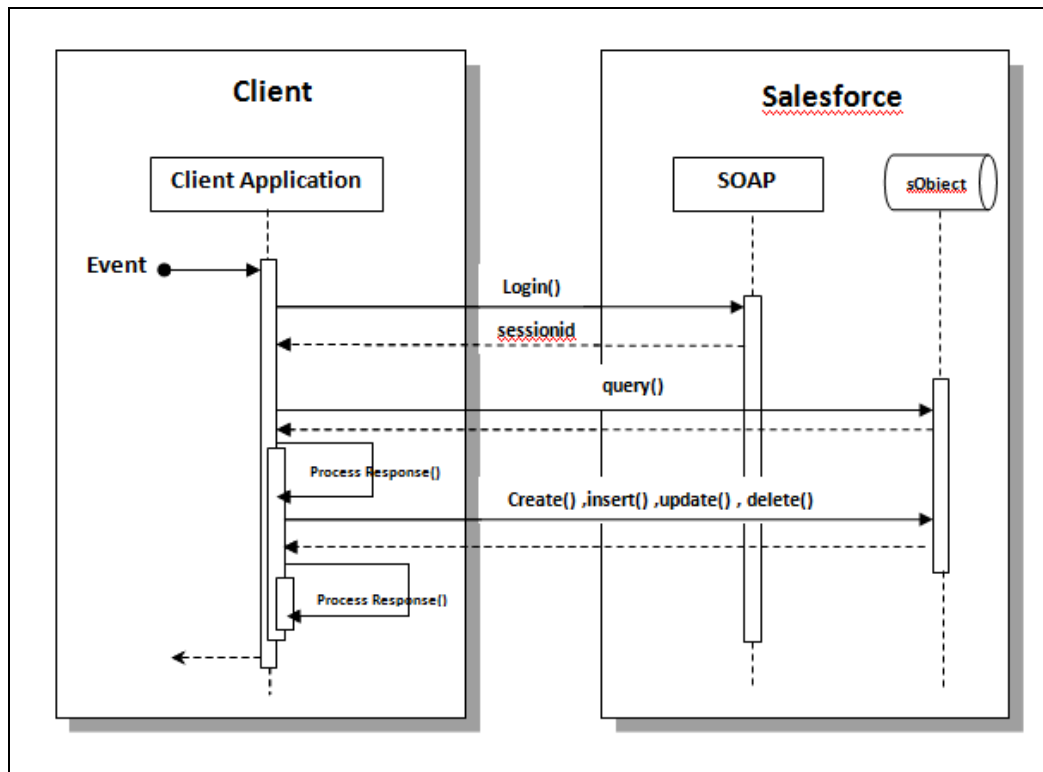 Client
Salesforce
Client Application
SOAP
sObject
Event
Login()
sessionid
query()
Process Response()
Create() ,insert() ,update() , delete()
Process Response()